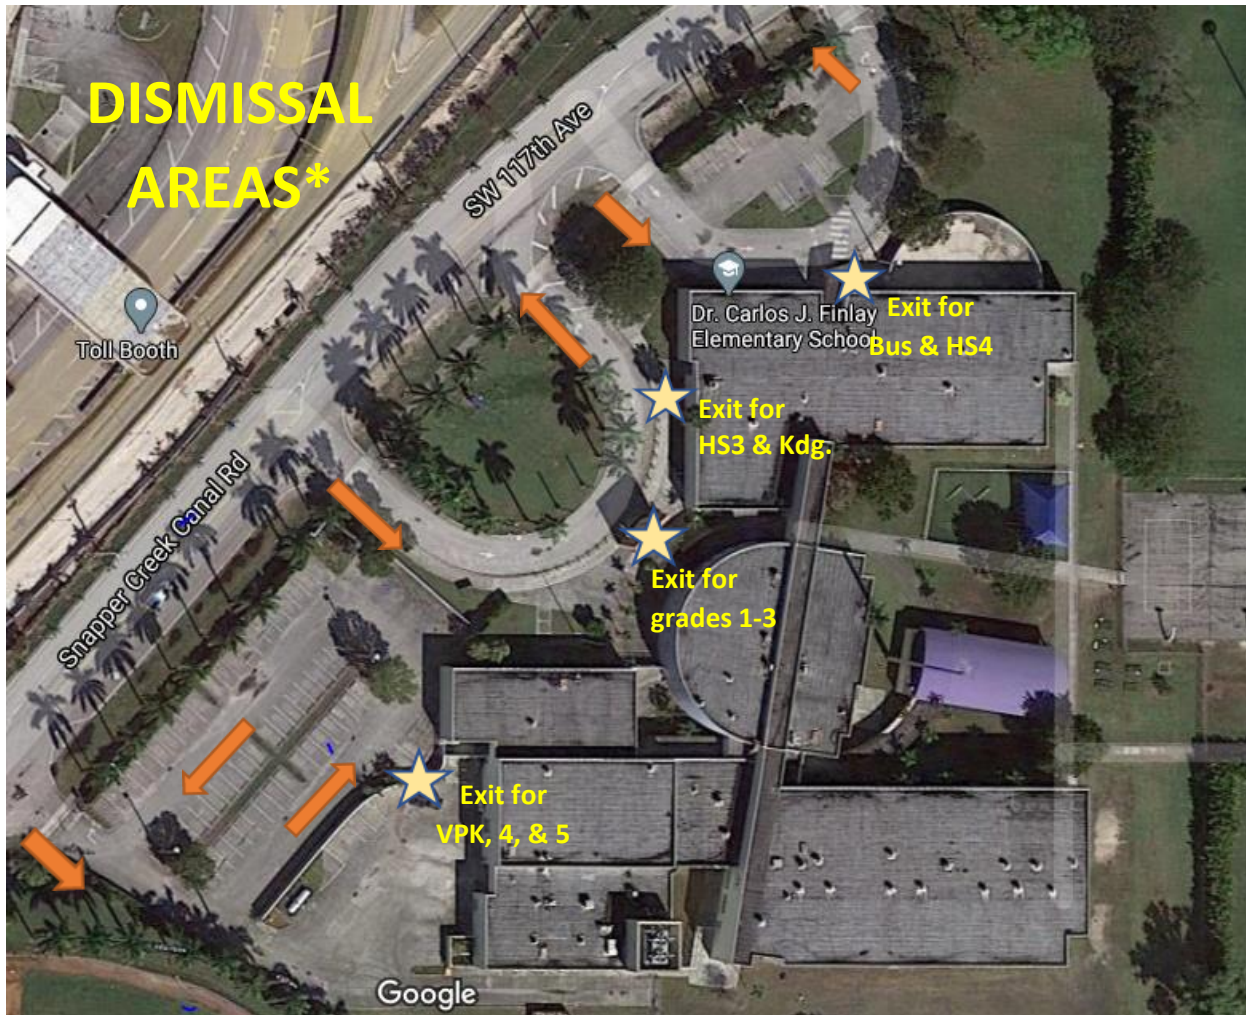 DISMISSAL
AREAS*
SW 117th Ave
Toll Booth
Dr. Carlos J. Finlay
Elementary School
Exit for
Bus & HS4
Exit for
HS3 & Kdg.
Snapper Creek Canal Rd
Exit for
grades 1-3
Exit for
VPK, 4, & 5
Google